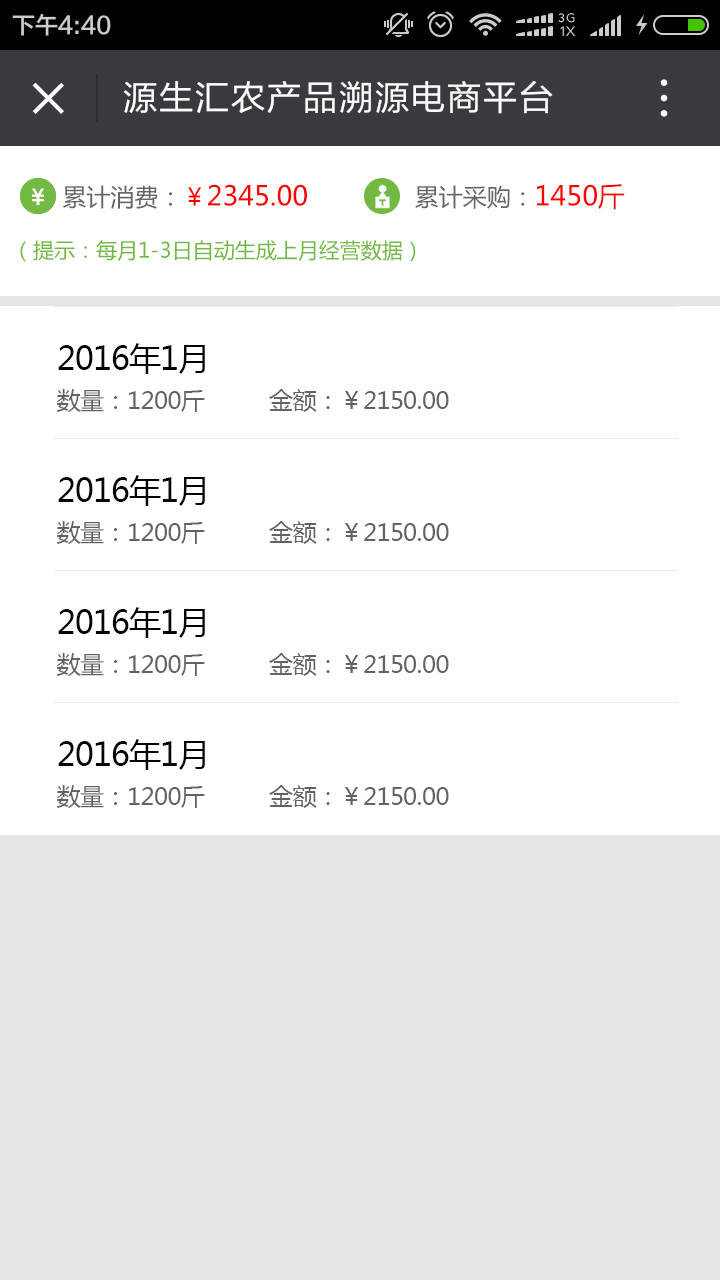 下午4:40
3G
1X
源生汇农产品溯源电商平台
¥ 累计消费：¥2345.00 累计采购：1450斤
（提示：每月1-3日自动生成上月经营数据）
2016年1月
数量：1200斤 金额：¥2150.00
2016年1月
数量：1200斤 金额：¥2150.00
2016年1月
数量：1200斤 金额：¥2150.00
2016年1月
数量：1200斤 金额：¥2150.00